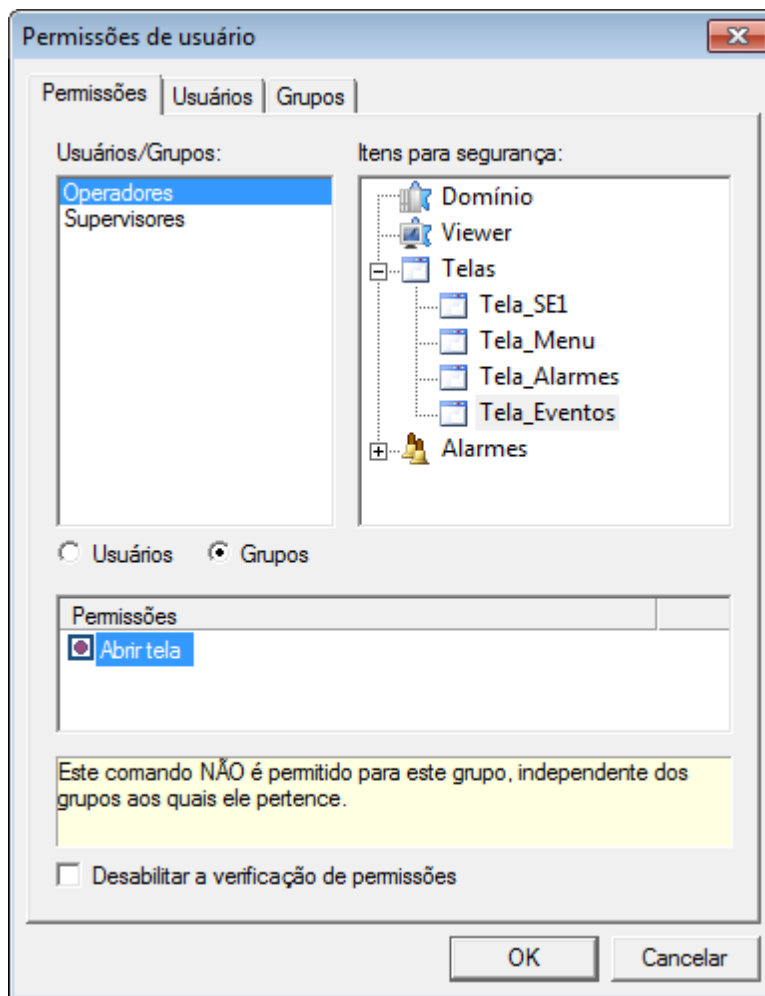 Permissões de usuário
Permissões
Usuários
Grupos
Usuários/Grupos:
Itens para segurança:
Operadores
Supervisores
Domínio
Viewer
Telas
Tela_SE1
Tela_Menu
Tela_Alarmes
Tela_Eventos
Alarmes
Usuários
Grupos
Permissões
Abrir tela
Este comando NÃO é permitido para este grupo, independente dos
grupos aos quais ele pertence.
Desabilitar a verificação de permissões
OK
Cancelar